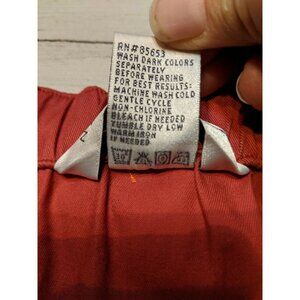 RN#85653
WASH DARK COLORS
SEPARATELY
BEFORE WEARING
FOR BEST RESULTS:
MACHINE WASH COLD
GENTLE CYCLE
NON-CHLORINE
BLEACH IF NEEDED
TUMBLE DRY LOW
WARM IRON
IF NEEDED